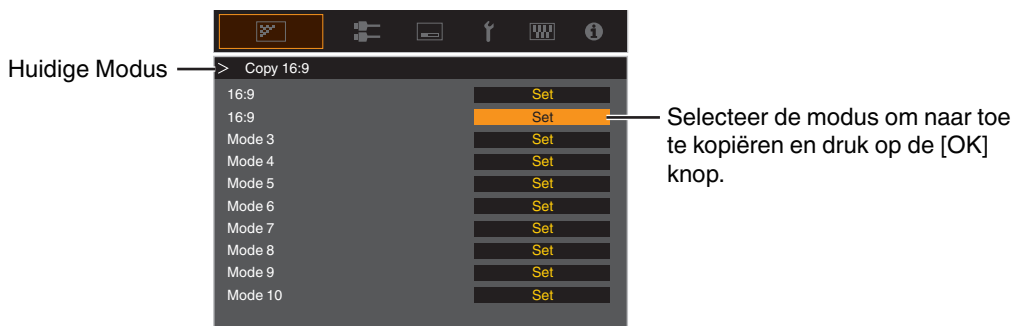 Huidige Modus
> Copy 16:9
16:9 Set
16:9 Set
Mode 3 Set
Mode 4 Set
Mode 5 Set
Mode 6 Set
Mode 7 Set
Mode 8 Set
Mode 9 Set
Mode 10 Set
Selecteer de modus om naar toe
te kopiëren en druk op de [OK]
knop.